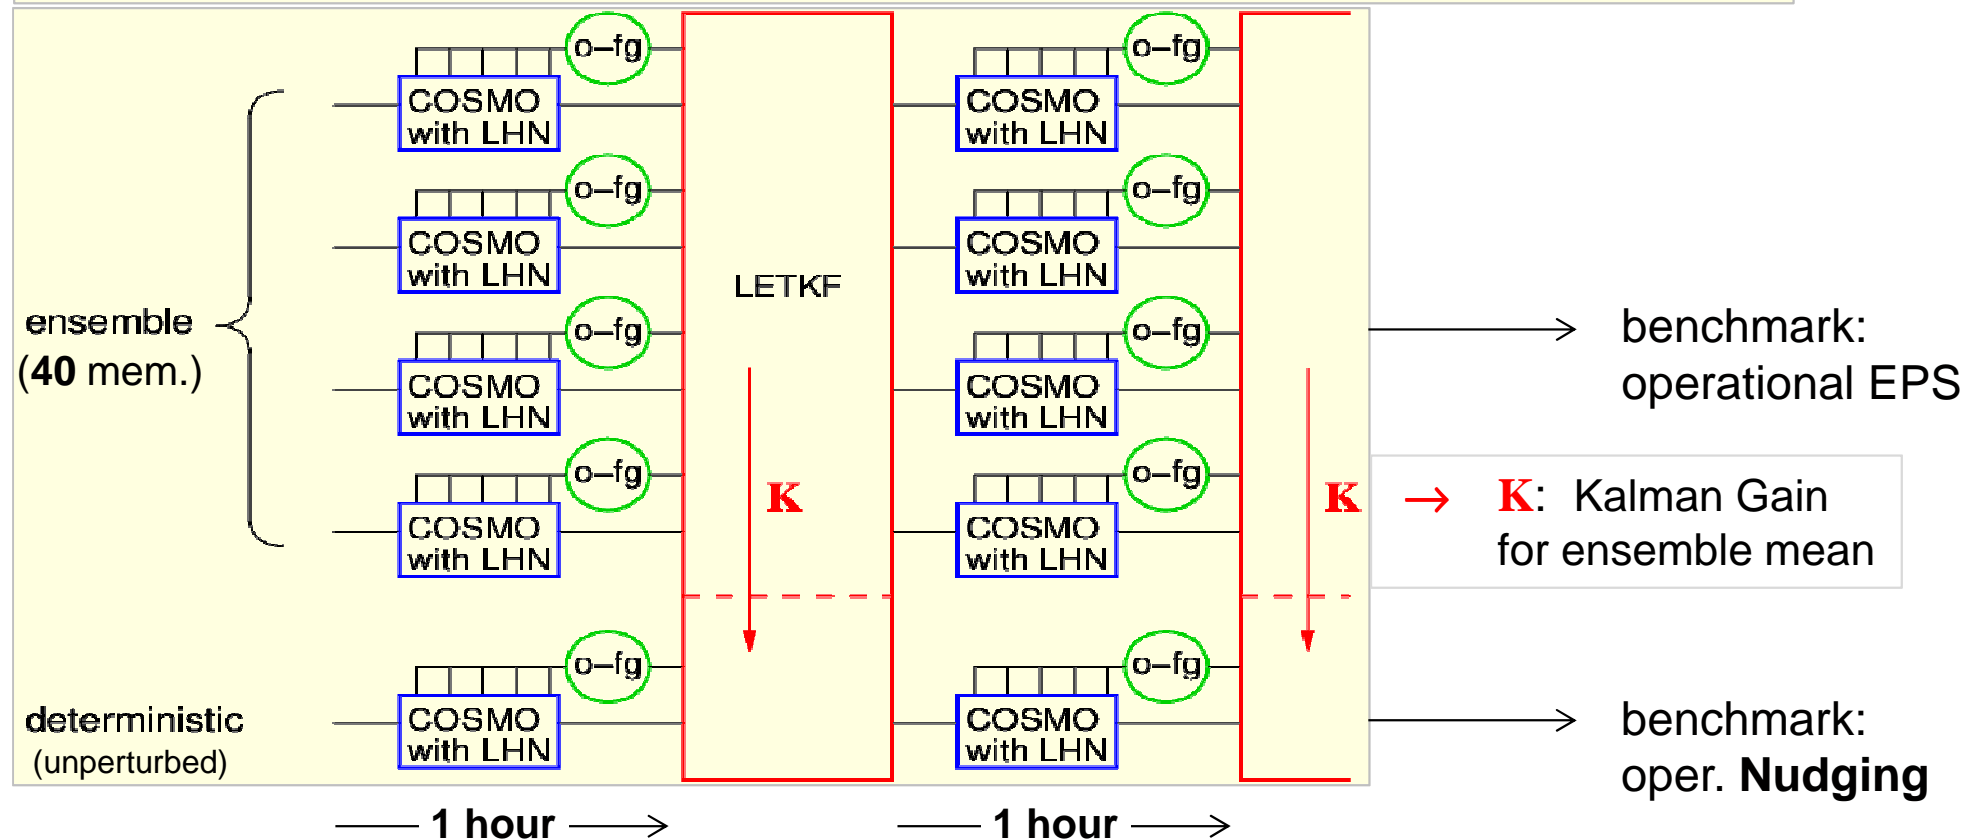 o–fg
o–fg
COSMO
with LHN
COSMO
with LHN
o–fg
o–fg
COSMO
with LHN
COSMO
with LHN
LETKF
ensemble
(40 mem.)
o–fg
o–fg
COSMO
with LHN
COSMO
with LHN
benchmark:
operational EPS
o–fg
o–fg
K
K → K: Kalman Gain
for ensemble mean
COSMO
with LHN
COSMO
with LHN
o–fg
o–fg
deterministic
(unperturbed)
COSMO
with LHN
COSMO
with LHN
benchmark:
oper. Nudging
1 hour
1 hour